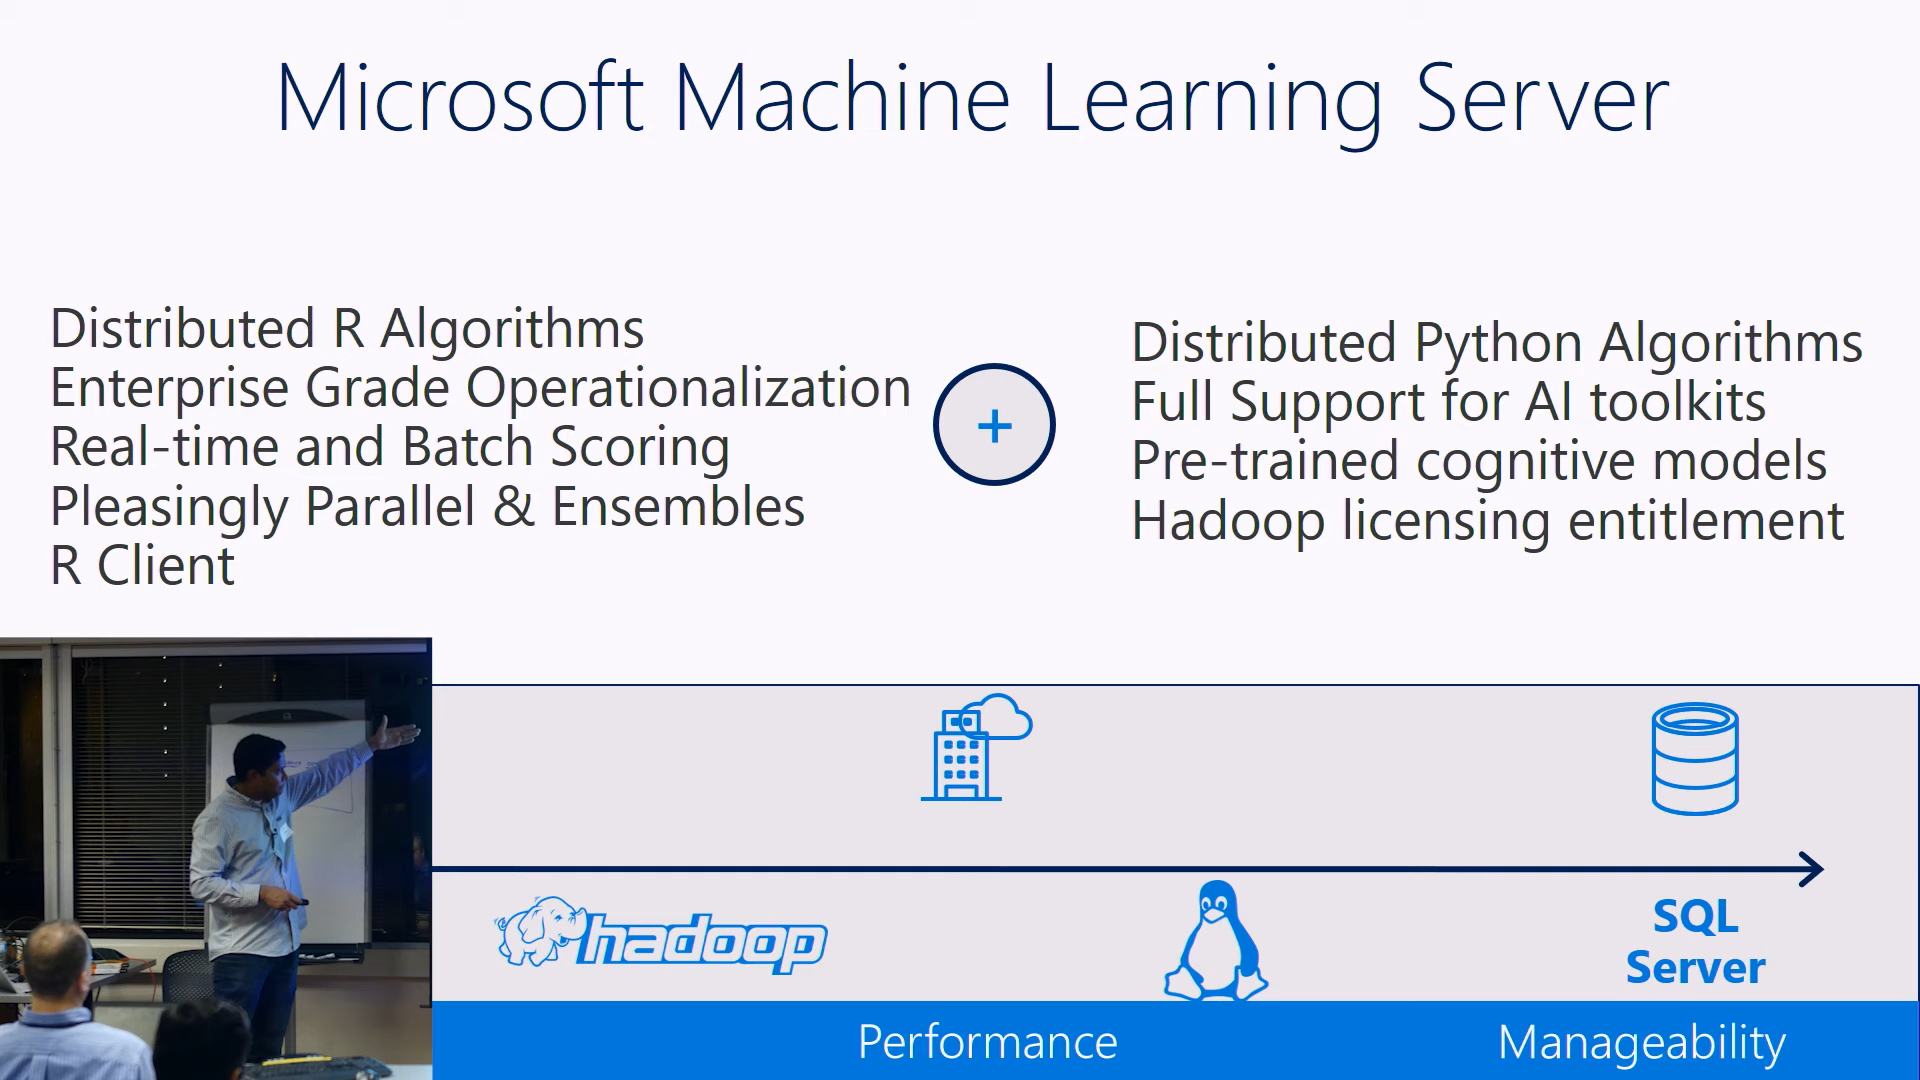 Microsoft Machine Learning Server
Distributed R Algorithms
Enterprise Grade Operationalization
Real-time and Batch Scoring
Pleasingly Parallel & Ensembles
R Client
+
Distributed Python Algorithms
Full Support for AI toolkits
Pre-trained cognitive models
Hadoop licensing entitlement
hadoop
SQL
Server
Performance
Manageability